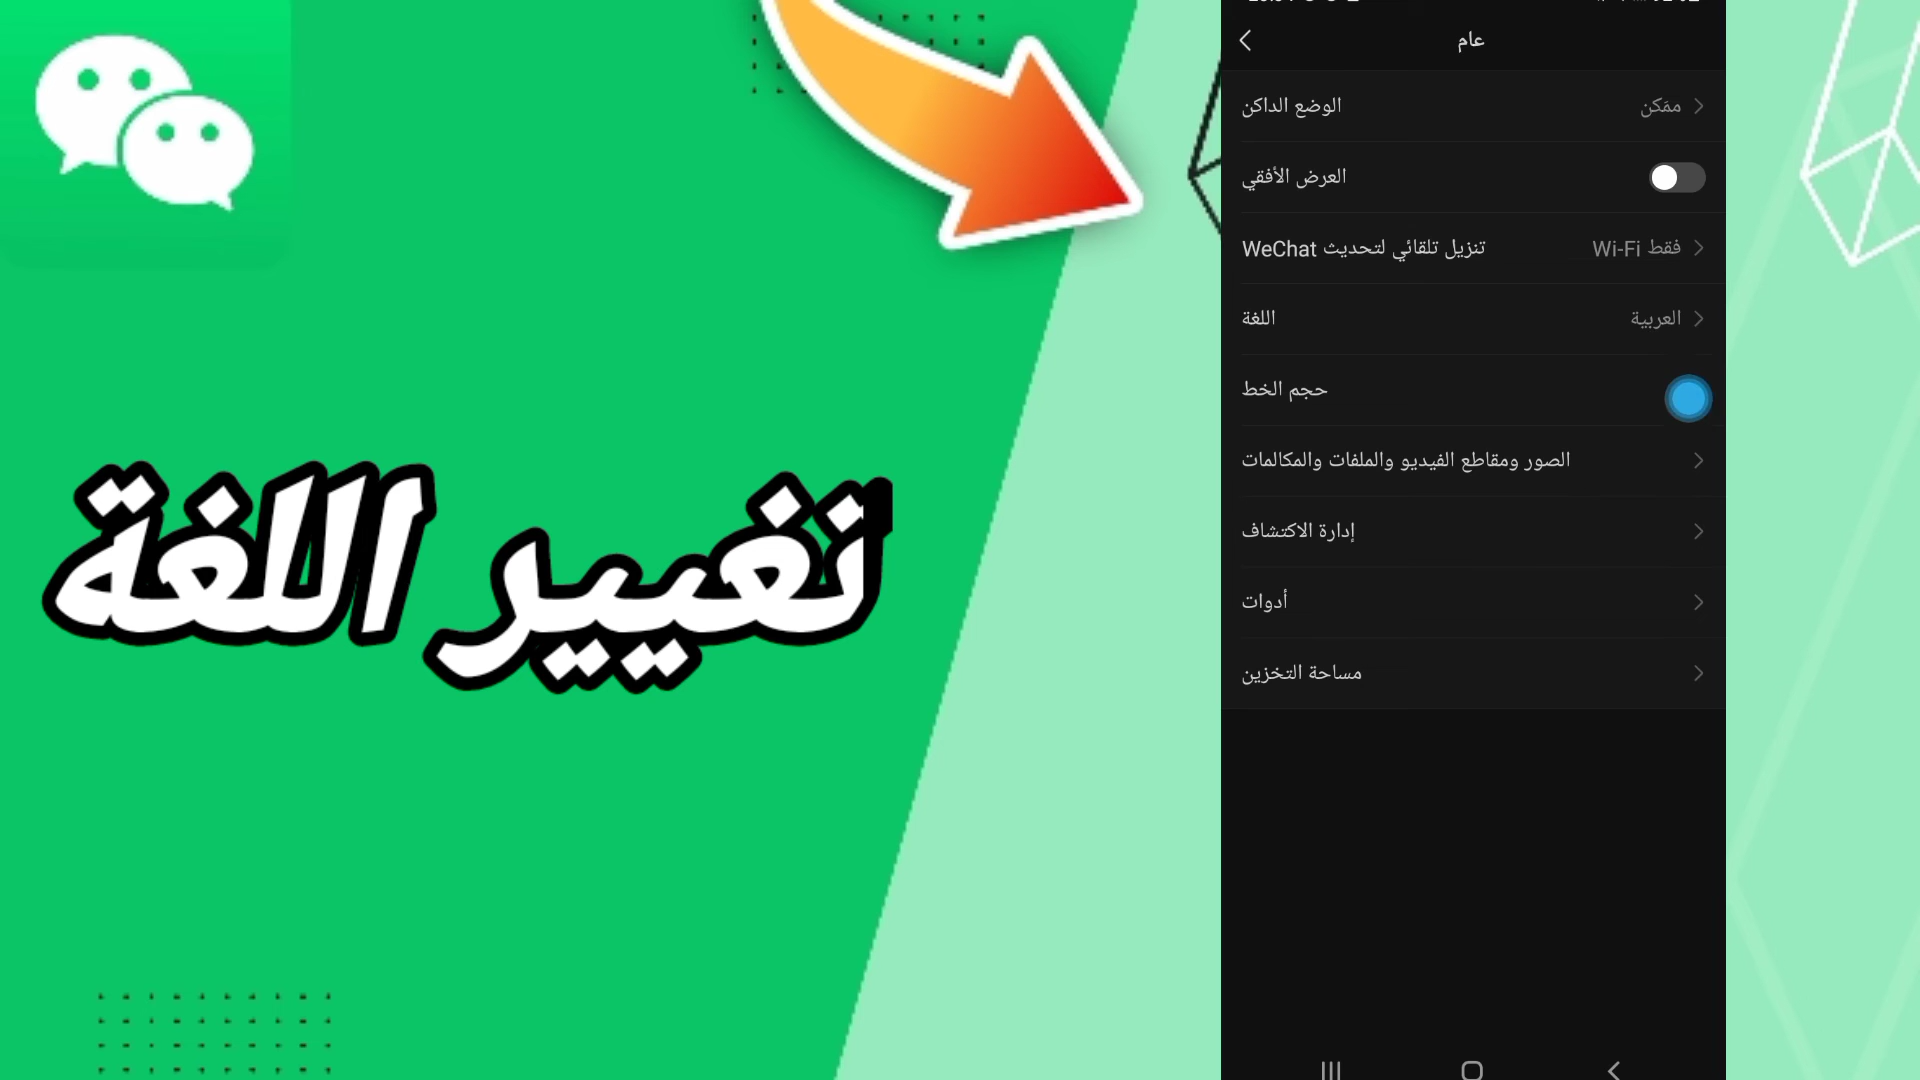 تغيير اللغة
عام
الوضع الداكن ممكن
العرض الأفقي
تنزيل تلقائي لتحديث WeChat فقط Wi-Fi
اللغة العربية
حجم الخط
الصور ومقاطع الفيديو والملفات والمكالمات
إدارة الاكتشاف
أدوات
مساحة التخزين